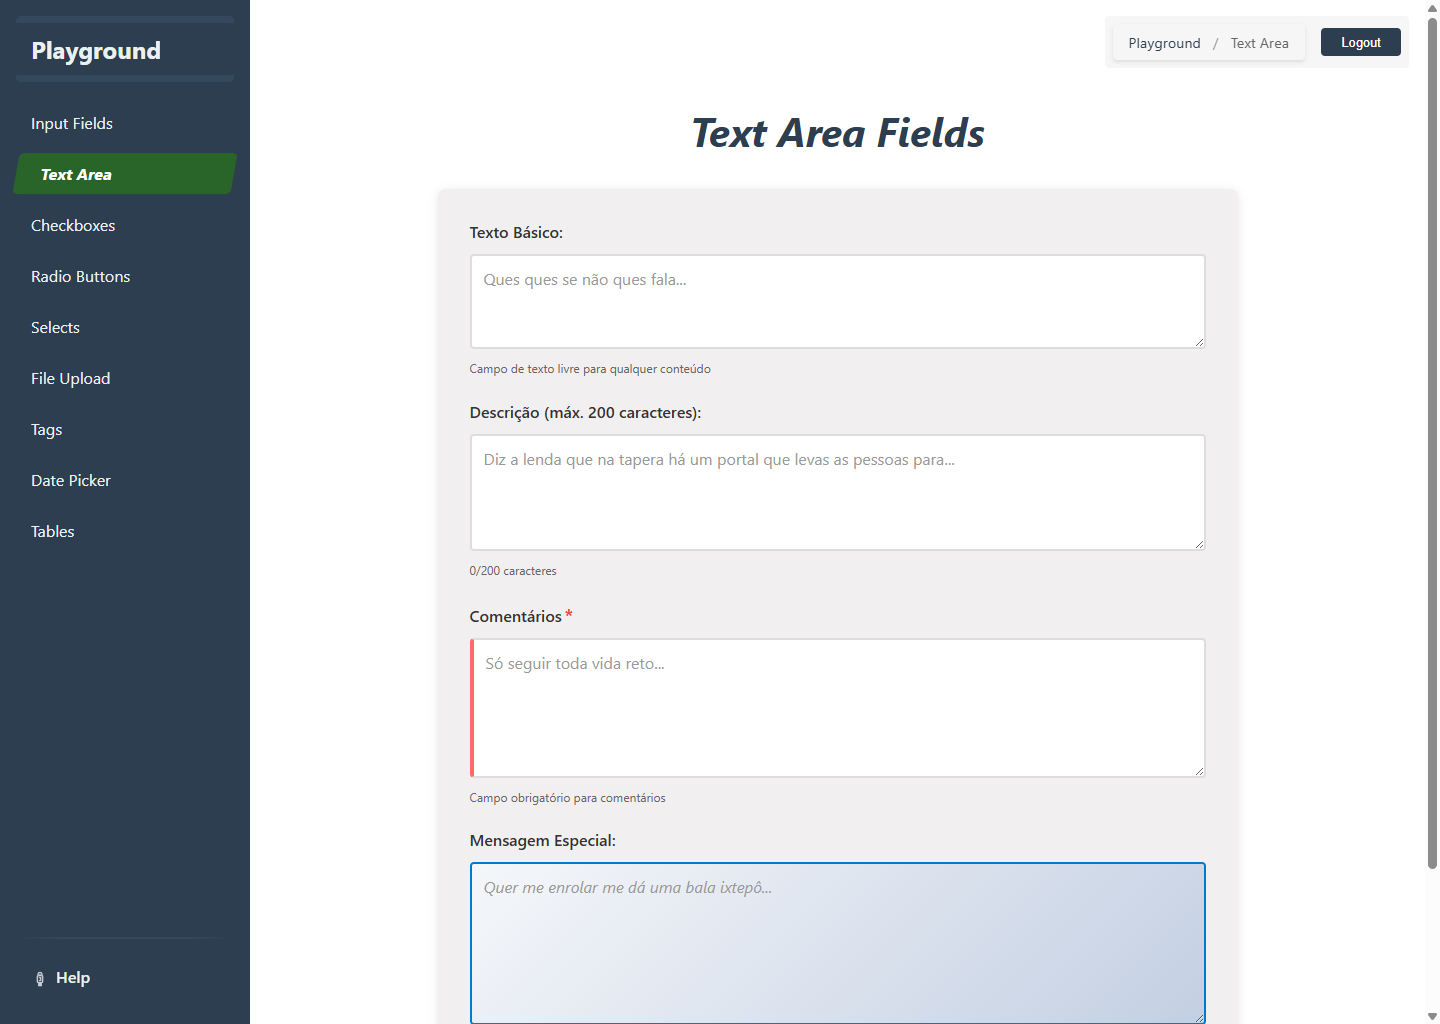 Playground
Input Fields
Text Area
Checkboxes
Radio Buttons
Selects
File Upload
Tags
Date Picker
Tables
Help
Playground / Text Area
Logout
Text Area Fields
Texto Básico:
Ques ques se não ques fala...
Campo de texto livre para qualquer conteúdo
Descrição (máx. 200 caracteres):
Diz a lenda que na tapera há um portal que levas as pessoas para...
0/200 caracteres
Comentários *
Só seguir toda vida reto...
Campo obrigatório para comentários
Mensagem Especial:
Quer me enrolar me dá uma bala ixtepô...